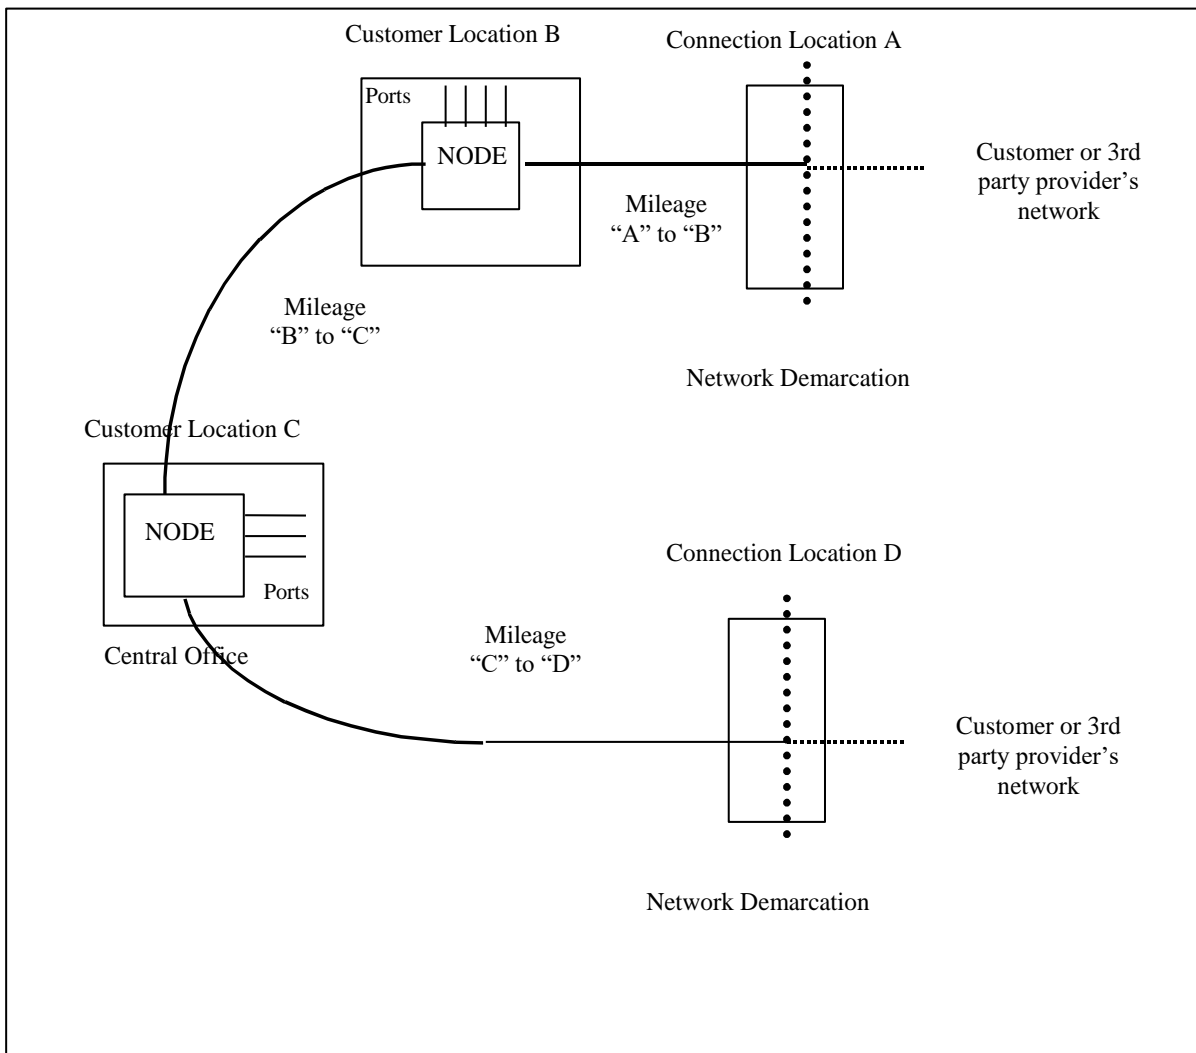 Customer Location B
Connection Location A
Ports
NODE
Customer or 3rd
party provider’s
network
Mileage
“A” to “B”
Mileage
“B” to “C”
Network Demarcation
Customer Location C
NODE
Ports
Central Office
Connection Location D
Mileage
“C” to “D”
Customer or 3rd
party provider’s
network
Network Demarcation